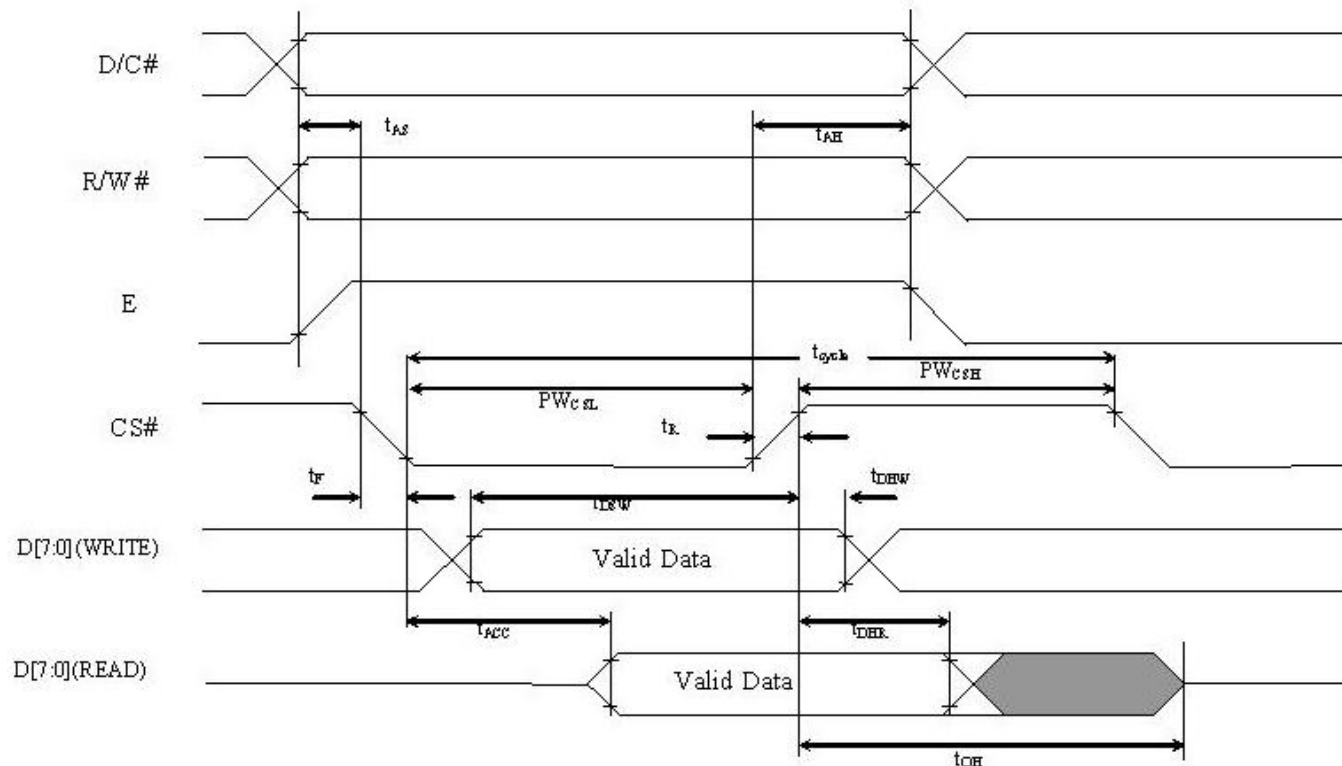 D/C#
tAS
tAH
R/W#
E
tcycle
PWCSH
PWCSL
CS#
tR
tF
tDHW
tDSW
D[7:0](WRITE)
Valid Data
tACC
tDHR
D[7:0](READ)
Valid Data
tOH